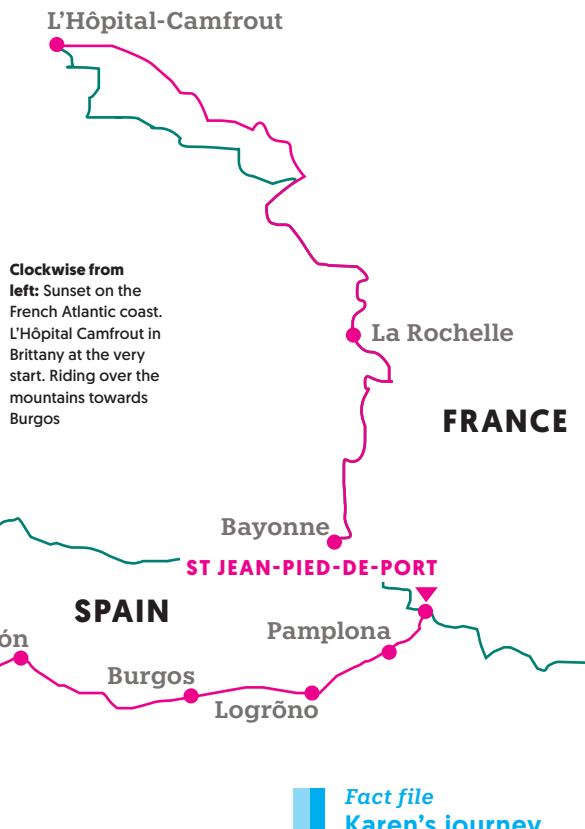 L'Hôpital-Camfrout
Clockwise from
left: Sunset on the
French Atlantic coast.
L'Hôpital Camfrout in
Brittany at the very
start. Riding over the
mountains towards
Burgos
La Rochelle
FRANCE
Bayonne
ST JEAN-PIED-DE-PORT
SPAIN
Pamplona
ón
Burgos
Logrõno
Fact file
Karen's journey